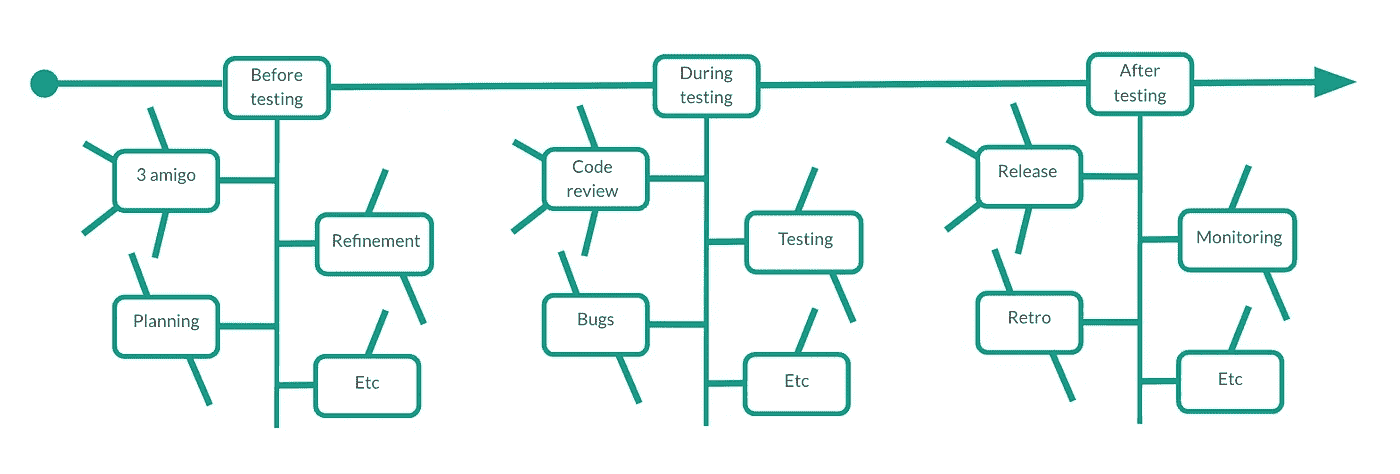 Before
testing
During
testing
After
testing
3 amigo
Refinement
Planning
Etc
Code
review
Testing
Bugs
Etc
Release
Monitoring
Retro
Etc